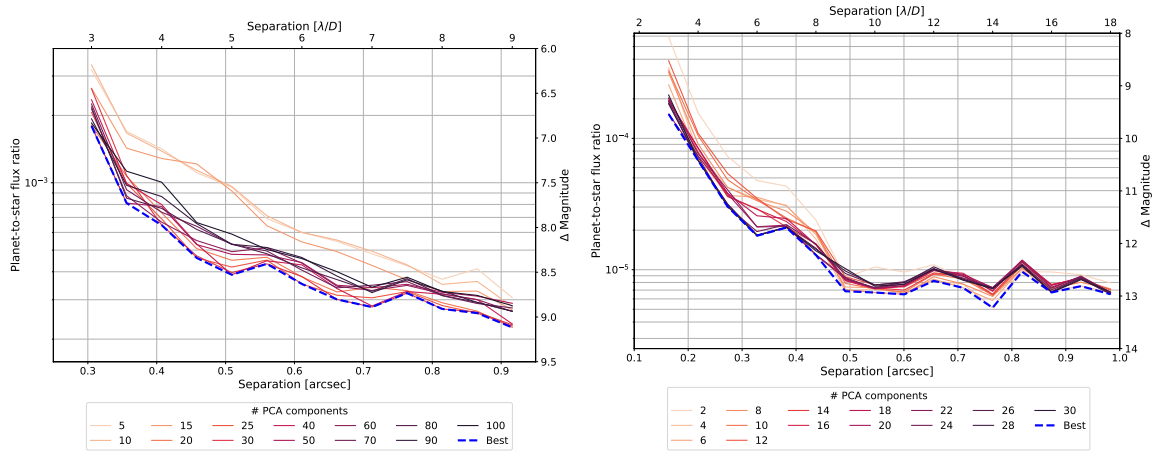 Separation [λ/D]
3 4 5 6 7 8 9
Planet-to-star flux ratio
10⁻³
6.0
6.5
7.0
7.5
8.0
8.5
9.0
9.5
Δ Magnitude
0.3 0.4 0.5 0.6 0.7 0.8 0.9
Separation [arcsec]
# PCA components
5 15 25 40 60 80 100
10 20 30 50 70 90 Best
Separation [λ/D]
2 4 6 8 10 12 14 16 18
Planet-to-star flux ratio
10⁻⁴
10⁻⁵
8
9
10
11
12
13
14
Δ Magnitude
0.1 0.2 0.3 0.4 0.5 0.6 0.7 0.8 0.9 1.0
Separation [arcsec]
# PCA components
2 8 14 18 22 26 30
4 10 16 20 24 28 Best
6 12